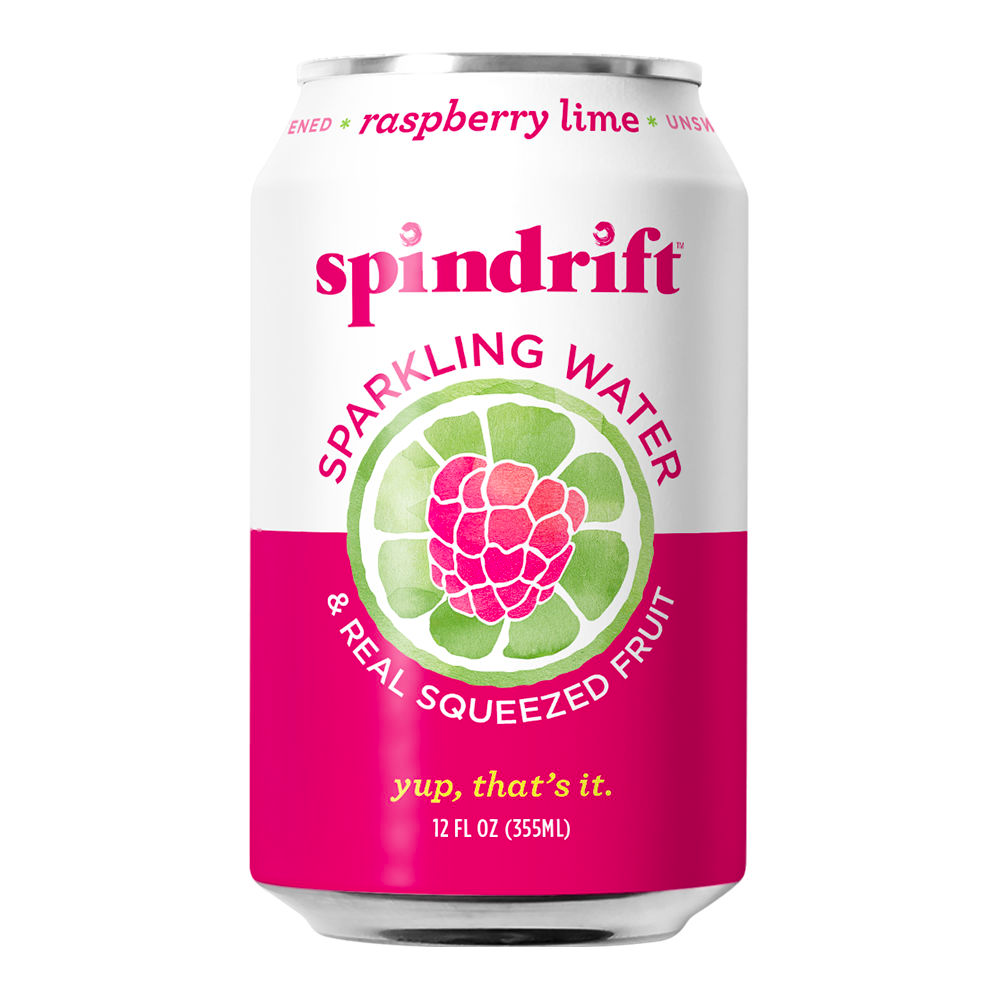 ENED * raspberry lime * UNSW
spindrift™
SPARKLING WATER
& REAL SQUEEZED FRUIT
yup, that's it.
12 FL OZ (355ML)